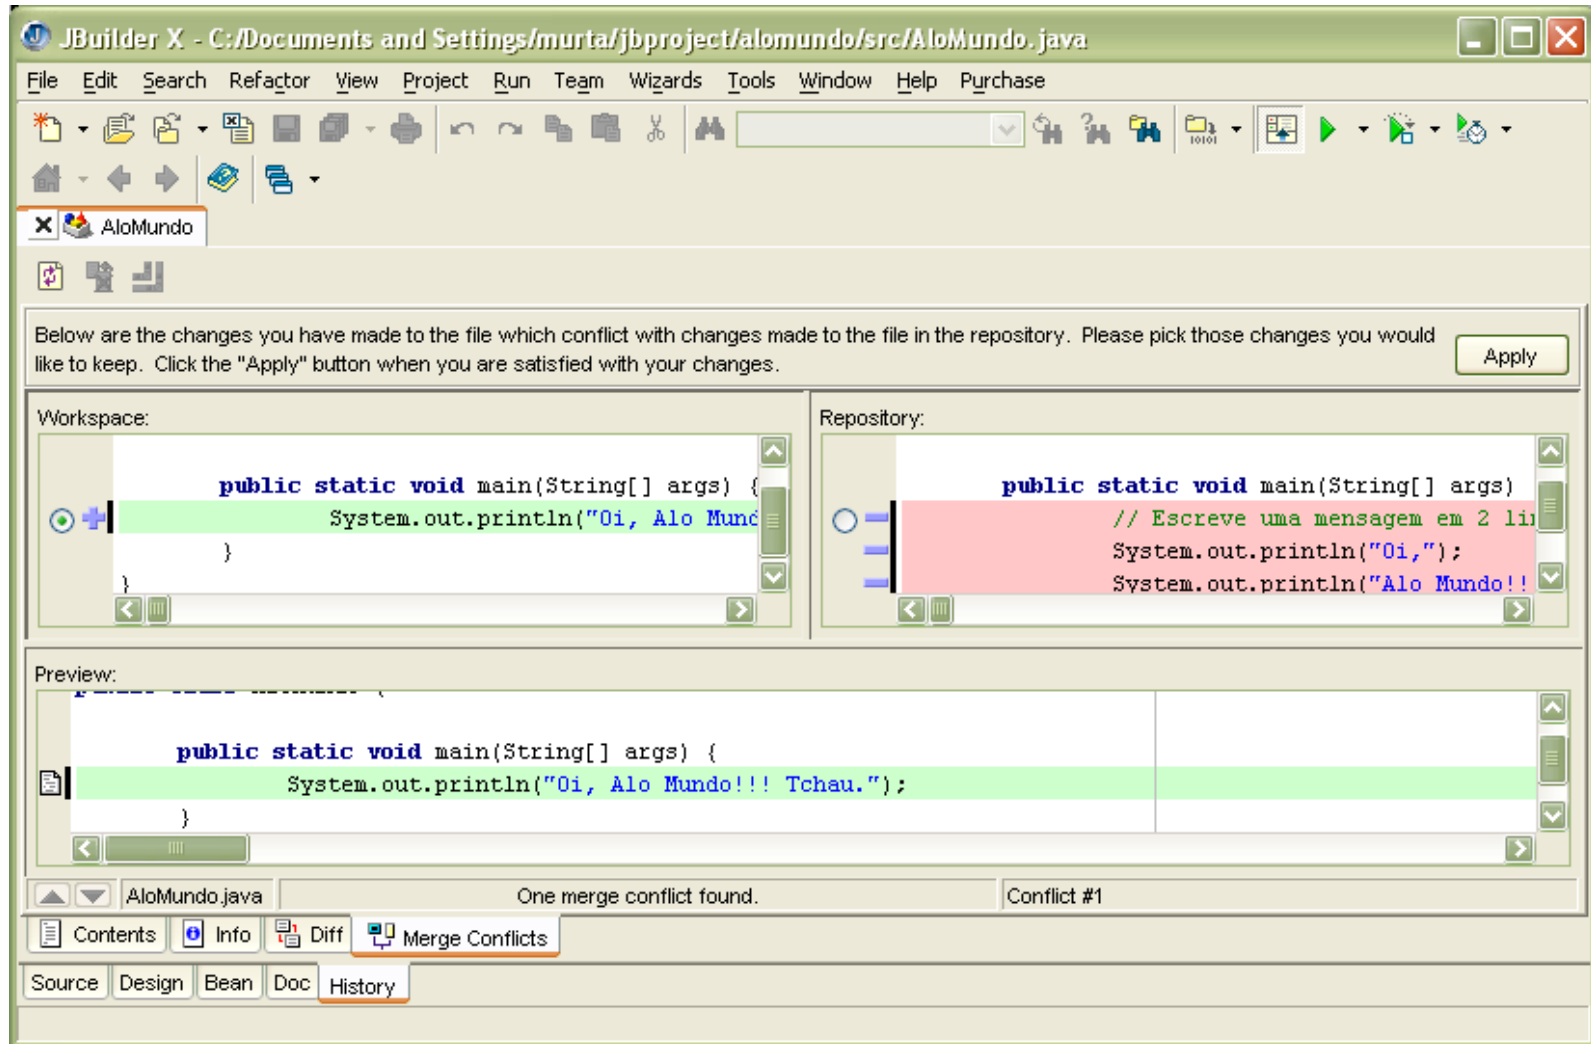 JBuilder X - C:/Documents and Settings/murta/jbproject/alomundo/src/AloMundo.java
File Edit Search Refactor View Project Run Team Wizards Tools Window Help Purchase
AloMundo
Below are the changes you have made to the file which conflict with changes made to the file in the repository. Please pick those changes you would
like to keep. Click the "Apply" button when you are satisfied with your changes.
Apply
Workspace:
public static void main(String[] args) {
System.out.println("Oi, Alo Mund
}
}
Repository:
public static void main(String[] args)
// Escreve uma mensagem em 2 li
System.out.println("Oi,");
System.out.println("Alo Mundo!!
Preview:
public static void main(String[] args) {
System.out.println("Oi, Alo Mundo!!! Tchau.");
}
AloMundo.java One merge conflict found. Conflict #1
Contents Info Diff Merge Conflicts
Source Design Bean Doc History